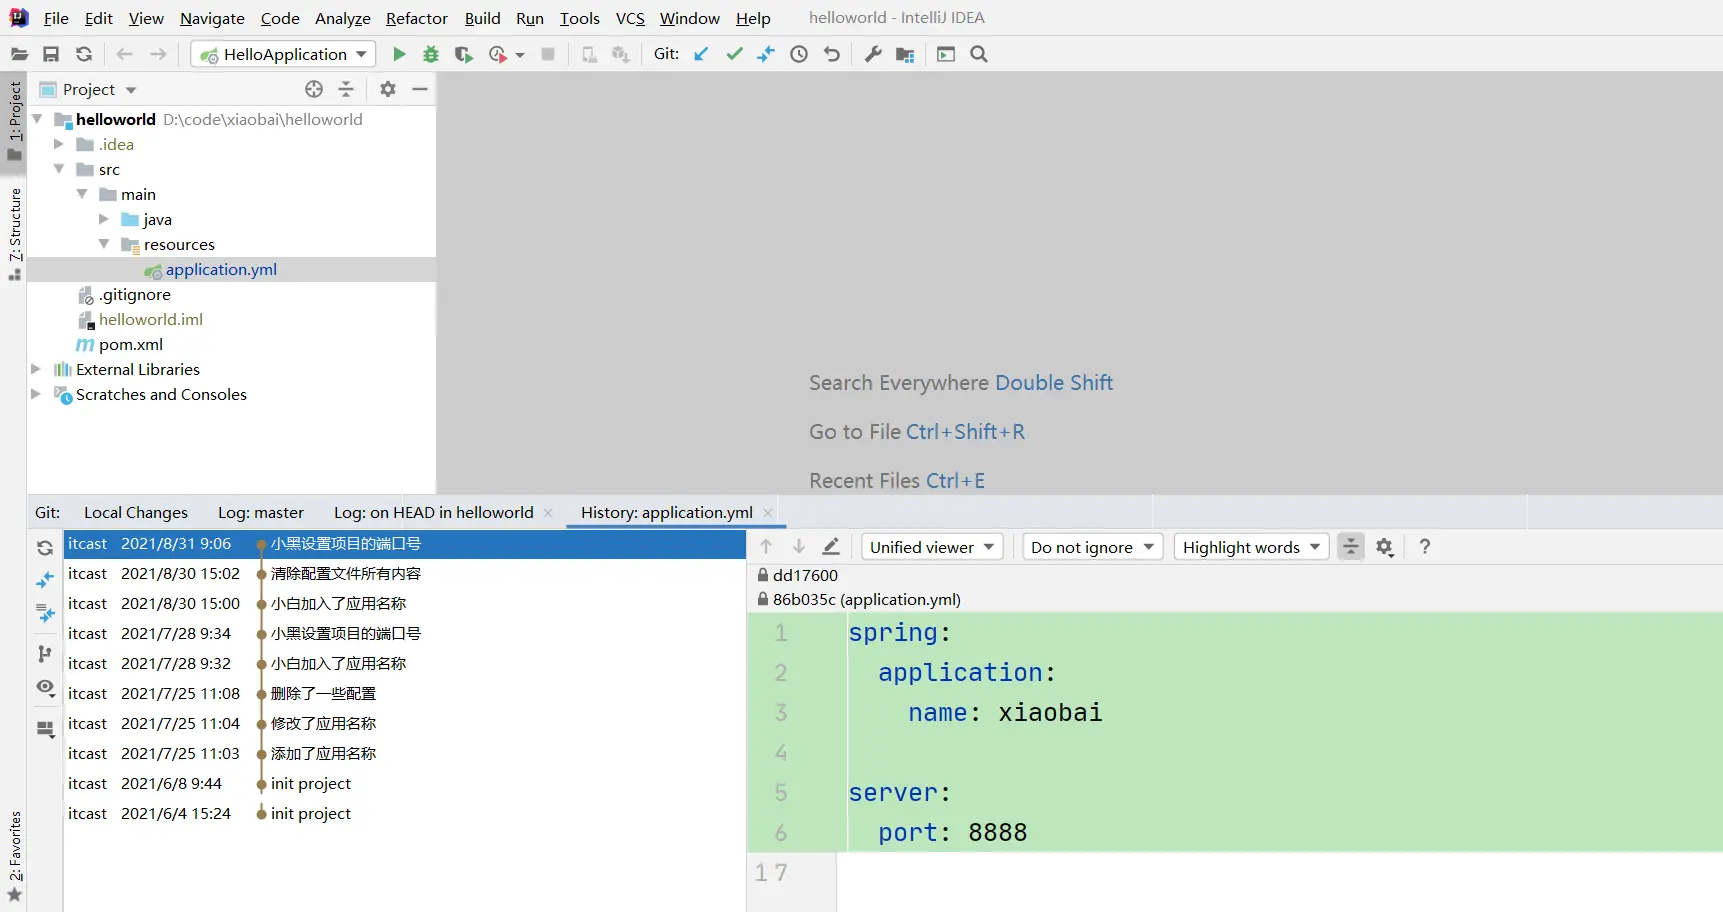 File Edit View Navigate Code Analyze Refactor Build Run Tools VCS Window Help helloworld - IntelliJ IDEA
HelloApplication Git:
1: Project
7: Structure
2: Favorites
Project
helloworld D:\code\xiaobai\helloworld
.idea
src
main
java
resources
application.yml
.gitignore
helloworld.iml
pom.xml
External Libraries
Scratches and Consoles
Search Everywhere Double Shift
Go to File Ctrl+Shift+R
Recent Files Ctrl+E
Git: Local Changes Log: master Log: on HEAD in helloworld History: application.yml
itcast 2021/8/31 9:06 小黑设置项目的端口号
itcast 2021/8/30 15:02 清除配置文件所有内容
itcast 2021/8/30 15:00 小白加入了应用名称
itcast 2021/7/28 9:34 小黑设置项目的端口号
itcast 2021/7/28 9:32 小白加入了应用名称
itcast 2021/7/25 11:08 删除了一些配置
itcast 2021/7/25 11:04 修改了应用名称
itcast 2021/7/25 11:03 添加了应用名称
itcast 2021/6/8 9:44 init project
itcast 2021/6/4 15:24 init project
Unified viewer Do not ignore Highlight words ?
dd17600
86b035c (application.yml)
1 spring:
2 application:
3 name: xiaobai
4
5 server:
6 port: 8888
1 7